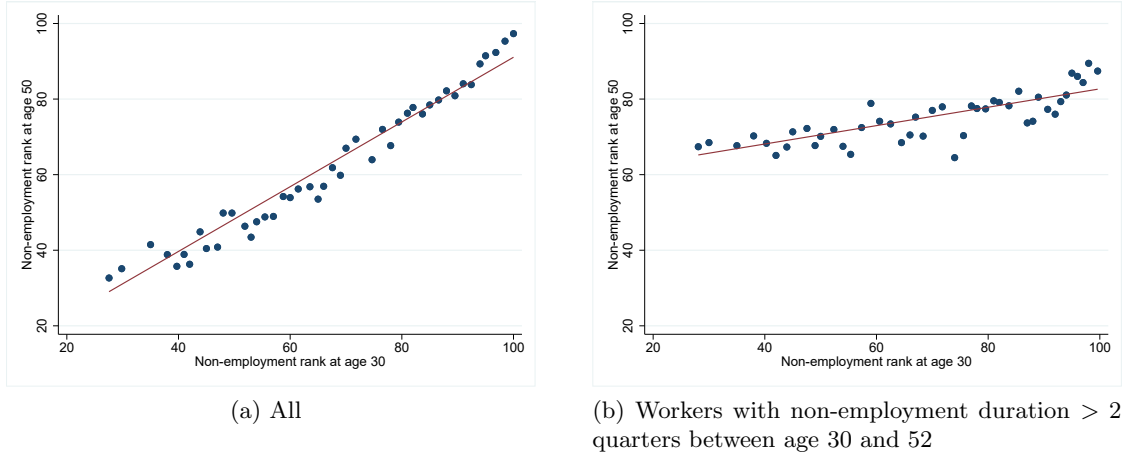 Non-employment rank at age 50
100
80
60
40
20
20 40 60 80 100
Non-employment rank at age 30
(a) All
Non-employment rank at age 50
100
80
60
40
20
20 40 60 80 100
Non-employment rank at age 30
(b) Workers with non-employment duration > 2
quarters between age 30 and 52